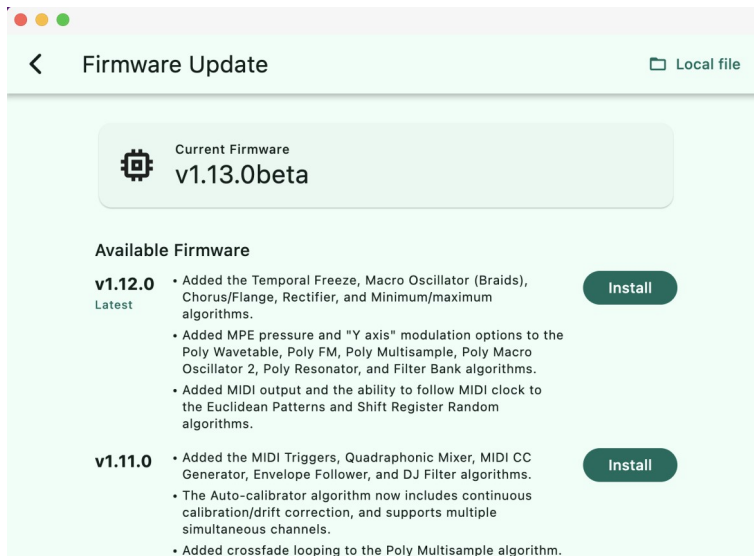 Firmware Update
Local file
Current Firmware
v1.13.0beta
Available Firmware
v1.12.0
Latest
• Added the Temporal Freeze, Macro Oscillator (Braids),
Chorus/Flange, Rectifier, and Minimum/maximum
algorithms.
• Added MPE pressure and "Y axis" modulation options to the
Poly Wavetable, Poly FM, Poly Multisample, Poly Macro
Oscillator 2, Poly Resonator, and Filter Bank algorithms.
• Added MIDI output and the ability to follow MIDI clock to
the Euclidean Patterns and Shift Register Random
algorithms.
Install
v1.11.0
• Added the MIDI Triggers, Quadraphonic Mixer, MIDI CC
Generator, Envelope Follower, and DJ Filter algorithms.
• The Auto-calibrator algorithm now includes continuous
calibration/drift correction, and supports multiple
simultaneous channels.
• Added crossfade looping to the Poly Multisample algorithm.
Install